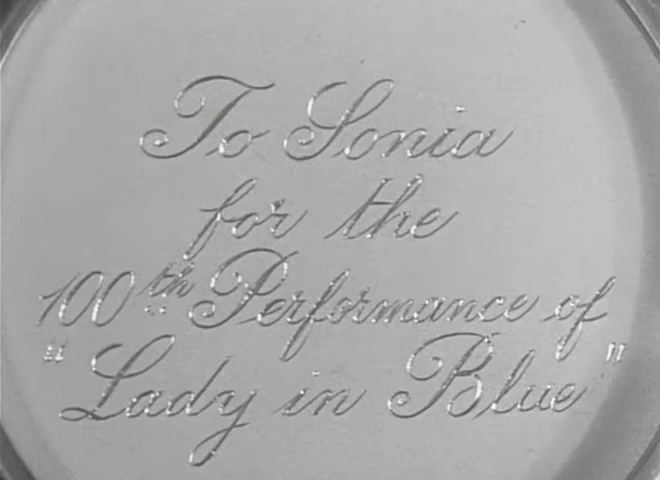 To Sonia
for the
100th Performance of
"Lady in Blue"